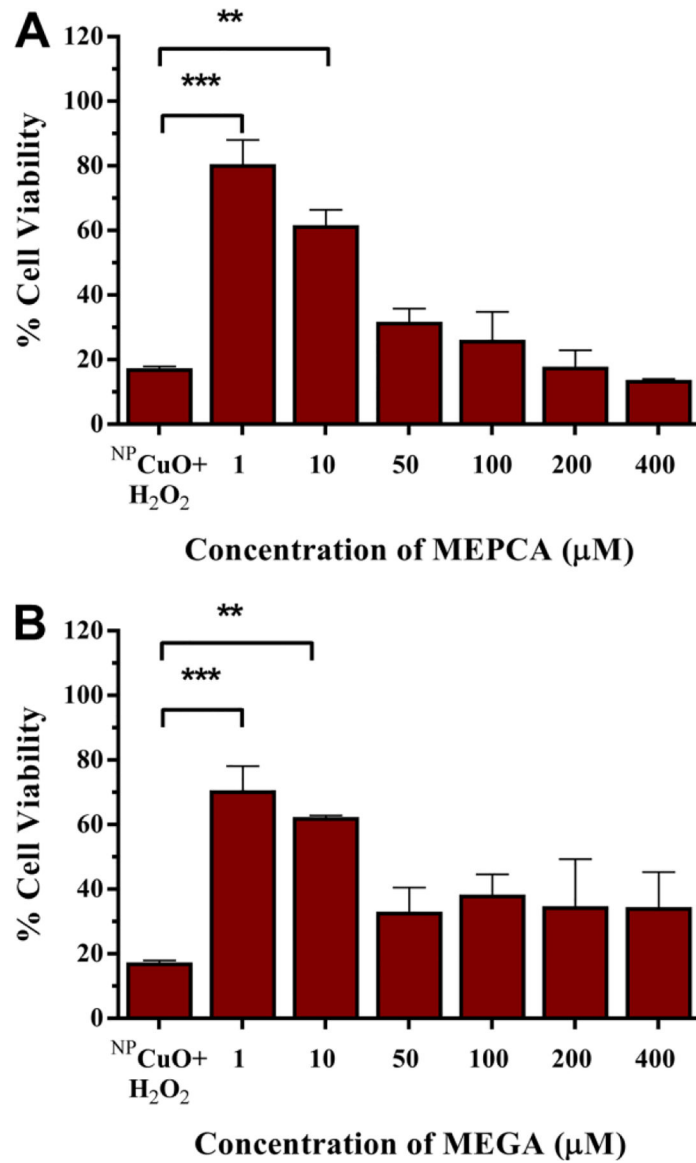 A
**
***
120
100
80
60
40
20
0
% Cell Viability
NPCuO+ 1 10 50 100 200 400
H2O2
Concentration of MEPCA (μM)
B
**
***
120
100
80
60
40
20
0
% Cell Viability
NPCuO+ 1 10 50 100 200 400
H2O2
Concentration of MEGA (μM)